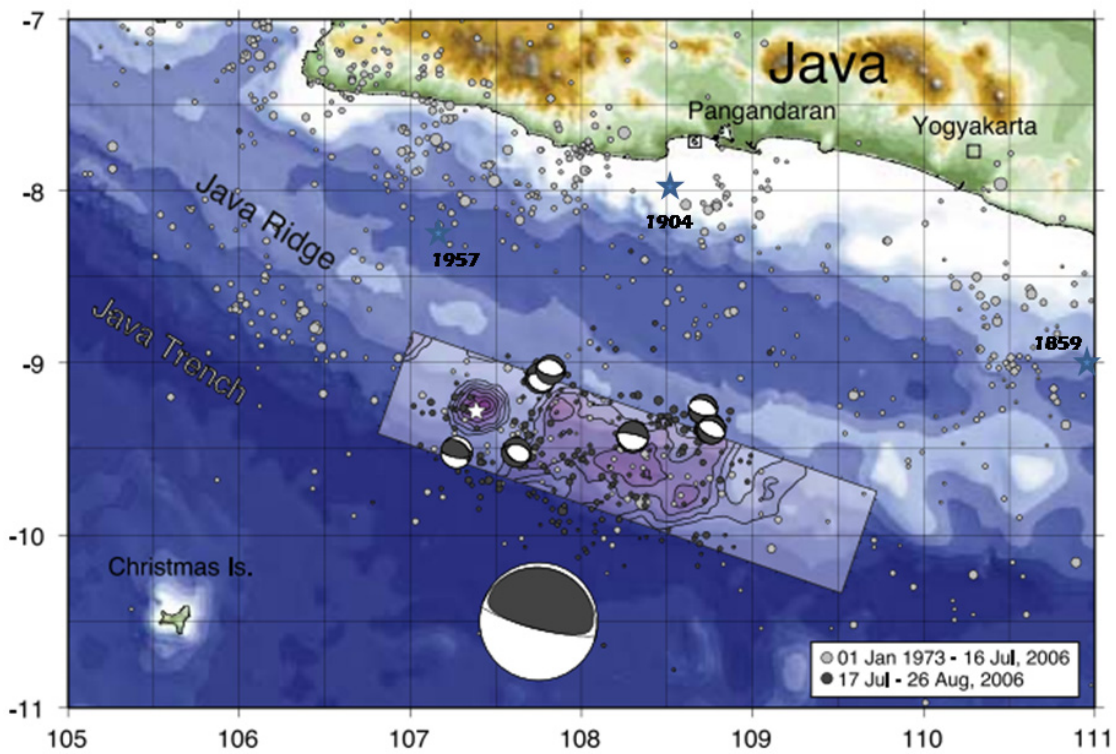 -7
Java
Pangandaran
Yogyakarta
-8
Java Ridge
1904
1957
Java Trench
1859
-9
-10
Christmas Is.
01 Jan 1973 - 16 Jul, 2006
17 Jul - 26 Aug, 2006
-11
105 106 107 108 109 110 111